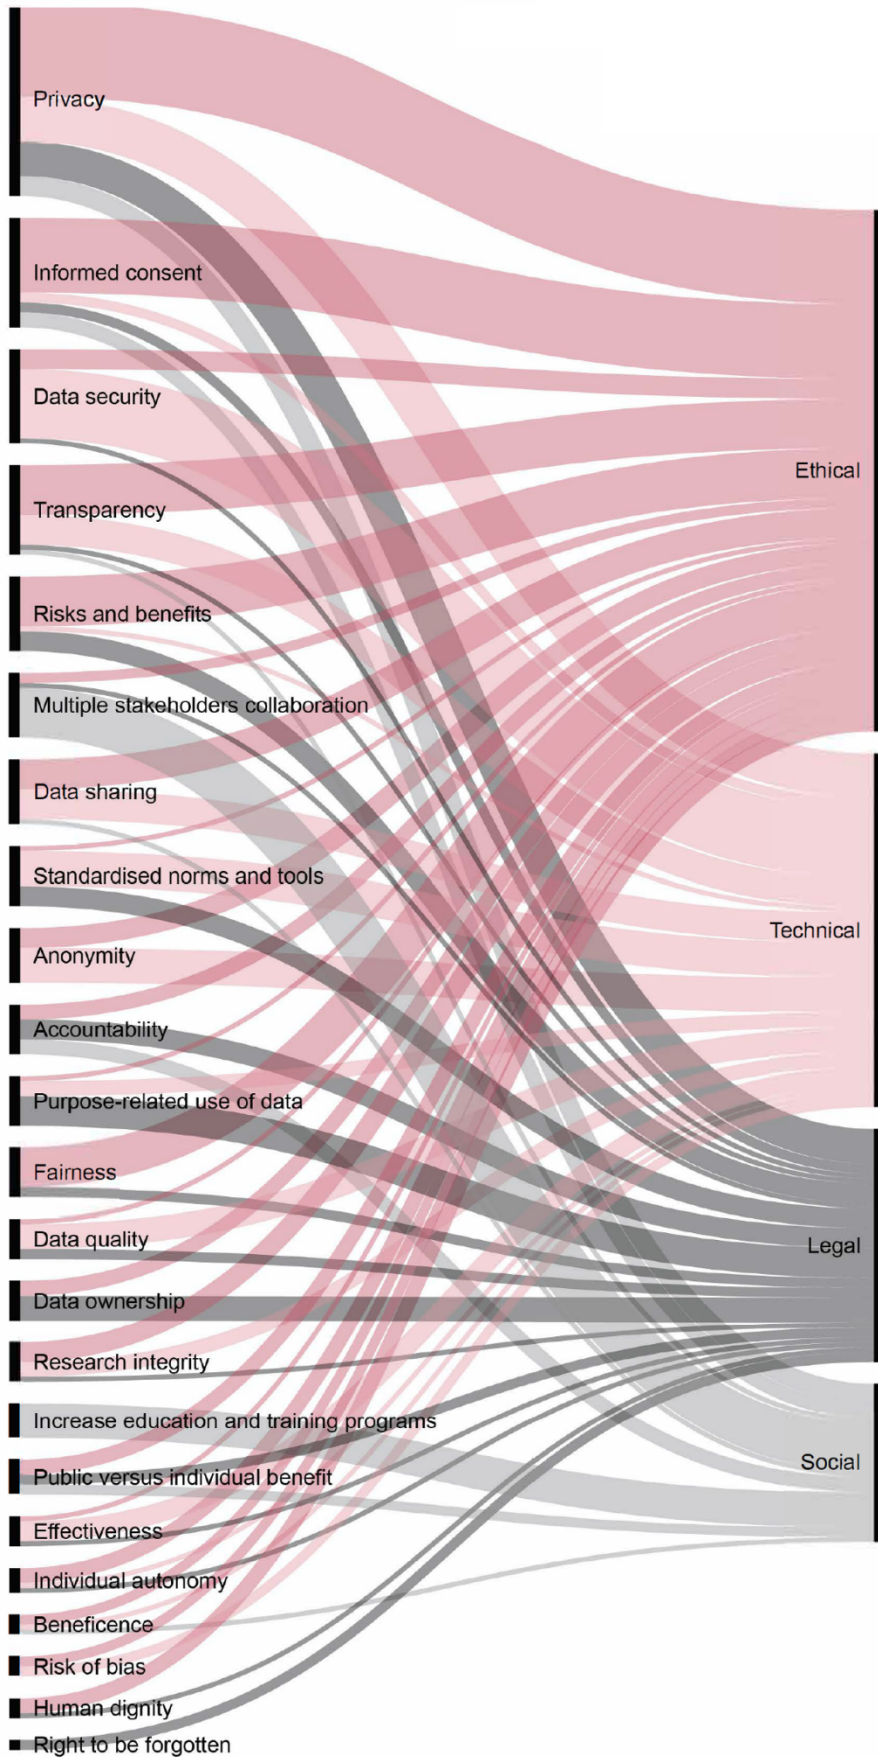 Privacy
Informed consent
Data security
Transparency
Risks and benefits
Multiple stakeholders collaboration
Data sharing
Standardised norms and tools
Anonymity
Accountability
Purpose-related use of data
Fairness
Data quality
Data ownership
Research integrity
Increase education and training programs
Public versus individual benefit
Effectiveness
Individual autonomy
Beneficence
Risk of bias
Human dignity
Right to be forgotten
Ethical
Technical
Legal
Social